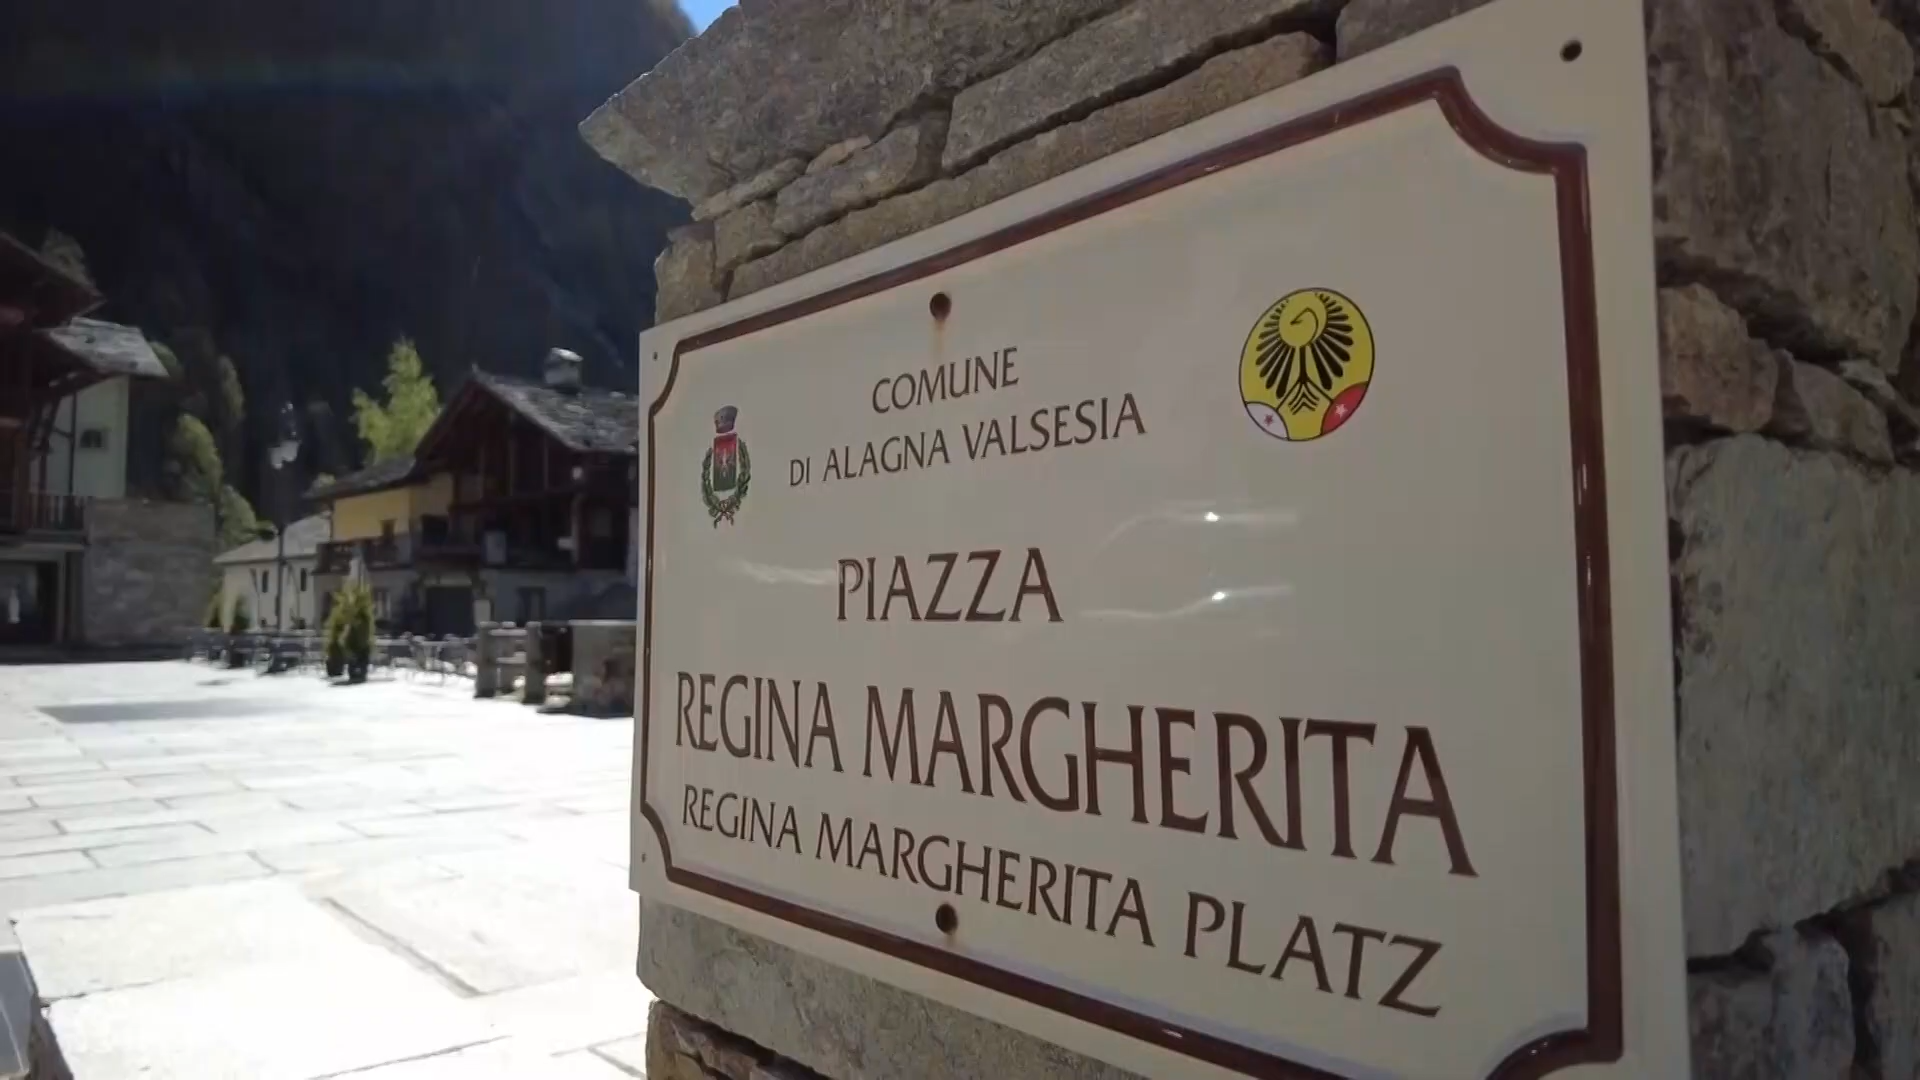 COMUNE
DI ALAGNA VALSESIA
PIAZZA
REGINA MARGHERITA
REGINA MARGHERITA PLATZ